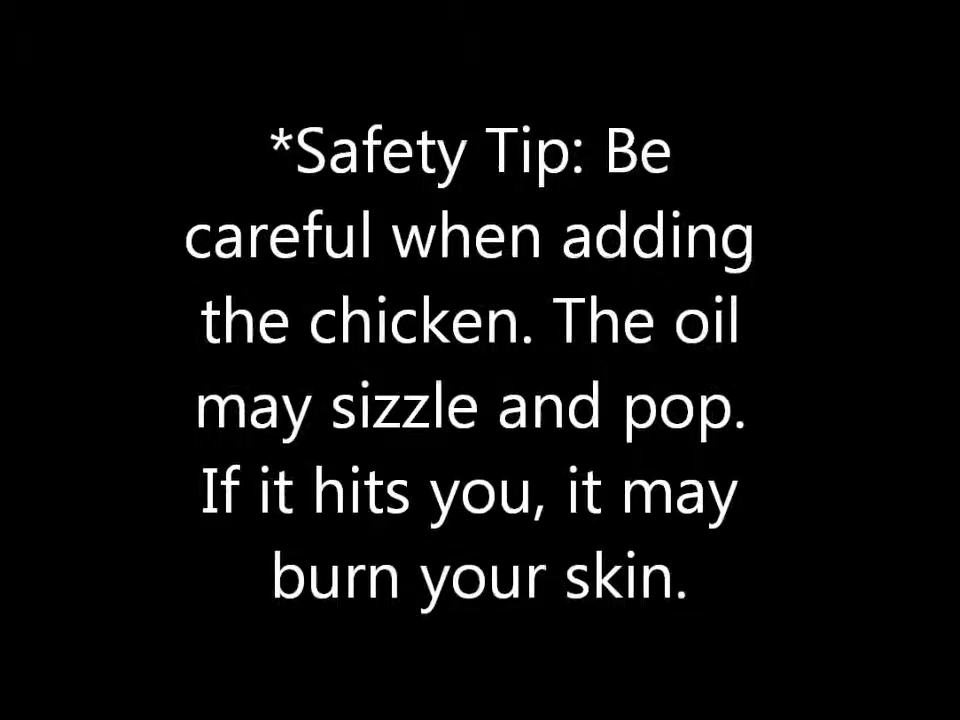 *Safety Tip: Be
careful when adding
the chicken. The oil
may sizzle and pop.
If it hits you, it may
burn your skin.